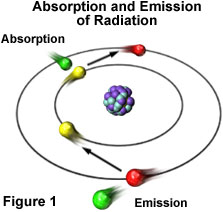 Absorption and Emission
of Radiation
Absorption
Figure 1
Emission